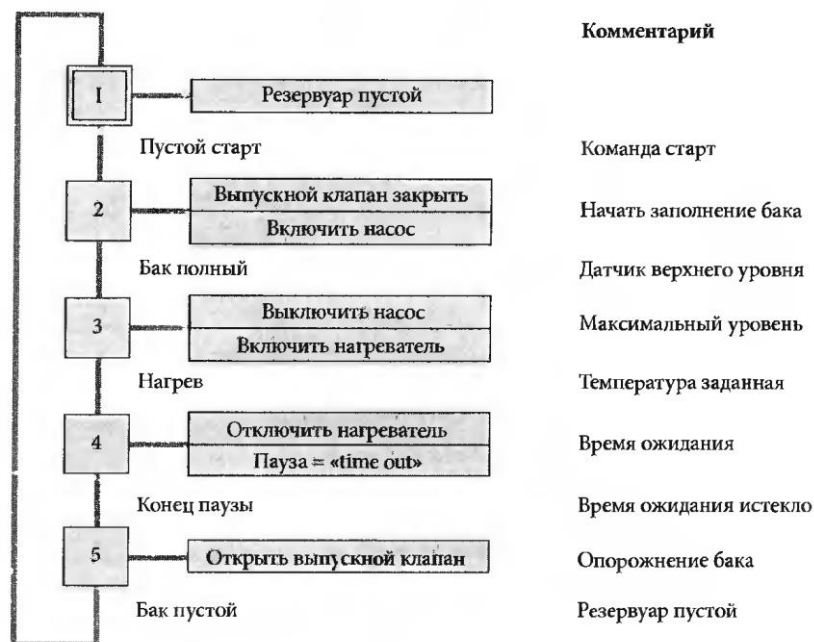 Комментарий
1 Резервуар пустой
Пустой старт Команда старт
2 Выпускной клапан закрыть
Включить насос
Начать заполнение бака
Бак полный Датчик верхнего уровня
3 Выключить насос
Включить нагреватель
Максимальный уровень
Нагрев Температура заданная
4 Отключить нагреватель
Пауза = «time out»
Время ожидания
Конец паузы Время ожидания истекло
5 Открыть выпускной клапан Опорожнение бака
Бак пустой Резервуар пустой